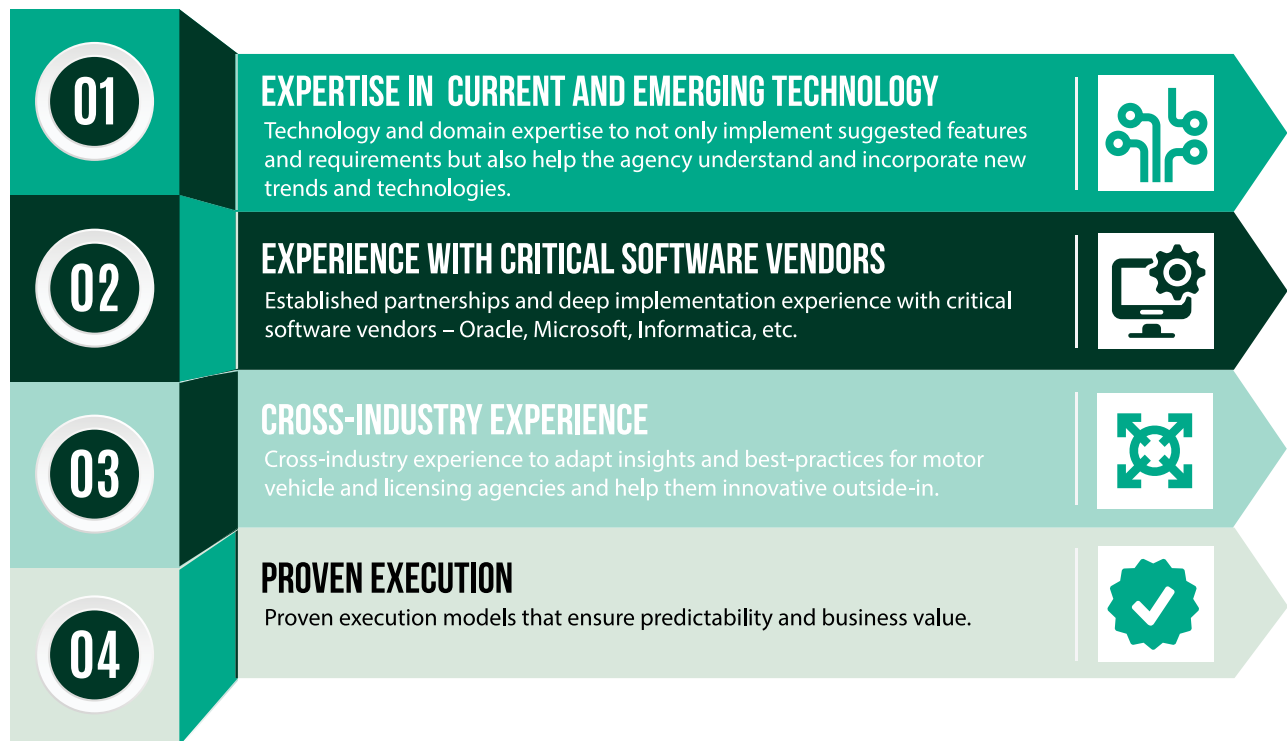 01
EXPERTISE IN CURRENT AND EMERGING TECHNOLOGY
Technology and domain expertise to not only implement suggested features
and requirements but also help the agency understand and incorporate new
trends and technologies.
02
EXPERIENCE WITH CRITICAL SOFTWARE VENDORS
Established partnerships and deep implementation experience with critical
software vendors – Oracle, Microsoft, Informatica, etc.
03
CROSS-INDUSTRY EXPERIENCE
Cross-industry experience to adapt insights and best-practices for motor
vehicle and licensing agencies and help them innovative outside-in.
04
PROVEN EXECUTION
Proven execution models that ensure predictability and business value.